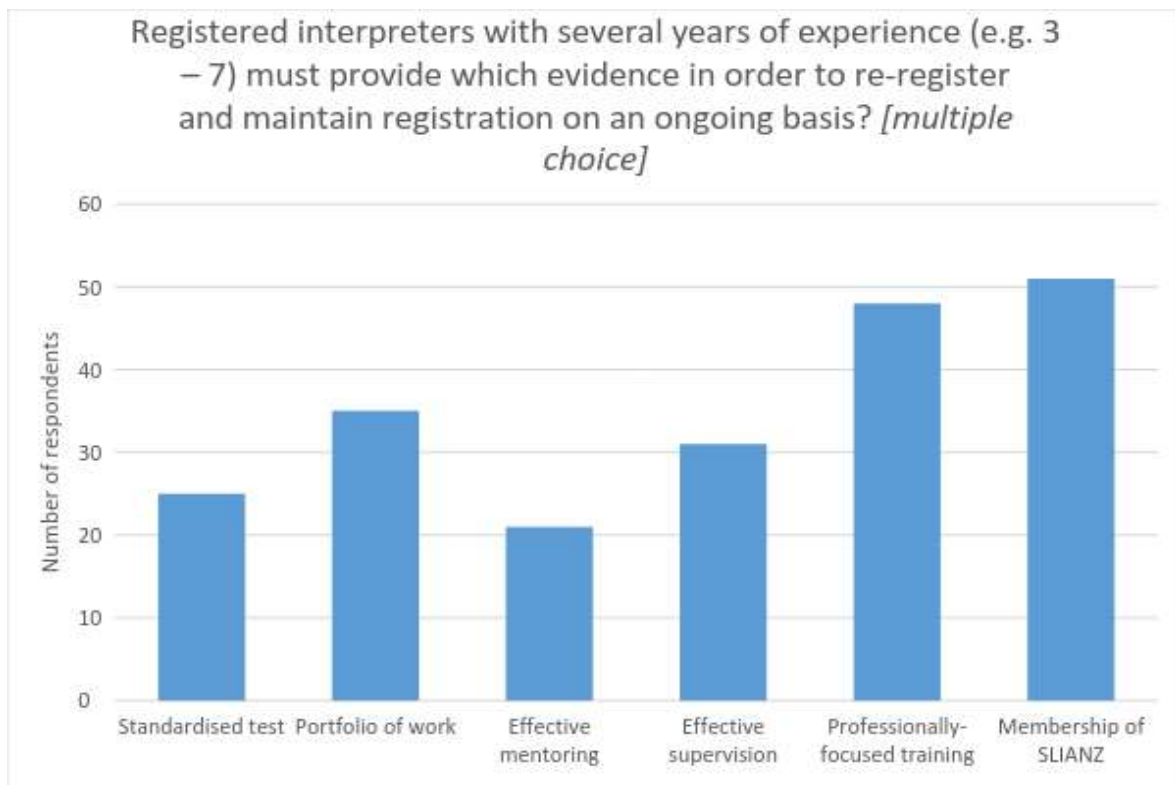 Registered interpreters with several years of experience (e.g. 3
– 7) must provide which evidence in order to re-register
and maintain registration on an ongoing basis? [multiple
choice]
60
50
40
30
20
10
0
Number of respondents
Standardised test
Portfolio of work
Effective
mentoring
Effective
supervision
Professionally-
focused training
Membership of
SLIANZ